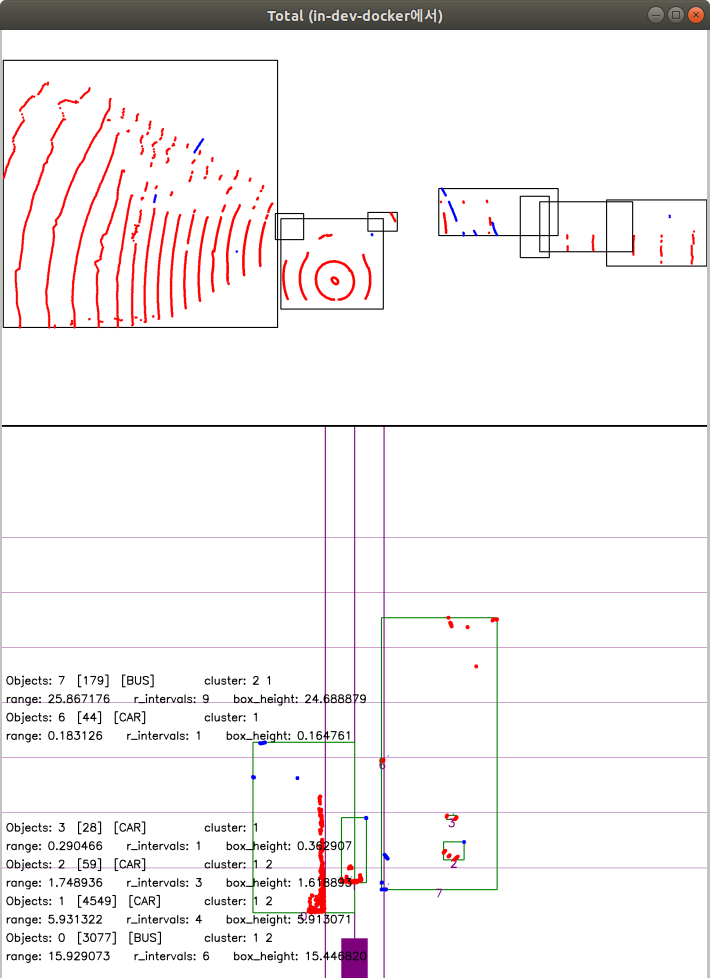 Total (in-dev-docker에서)
Objects: 7 [179] [BUS] cluster: 2 1
range: 25.867176 r_intervals: 9 box_height: 24.688879
Objects: 6 [44] [CAR] cluster: 1
range: 0.183126 r_intervals: 1 box_height: 0.164761
6
Objects: 3 [28] [CAR] cluster: 1
3
range: 0.290466 r_intervals: 1 box_height: 0.362907
Objects: 2 [59] [CAR] cluster: 1 2
2
range: 1.748936 r_intervals: 3 box_height: 1.618893
7
Objects: 1 [4549] [CAR] cluster: 1 2
range: 5.931322 r_intervals: 4 box_height: 5.913071
Objects: 0 [3077] [BUS] cluster: 1 2
range: 15.929073 r_intervals: 6 box_height: 15.446820